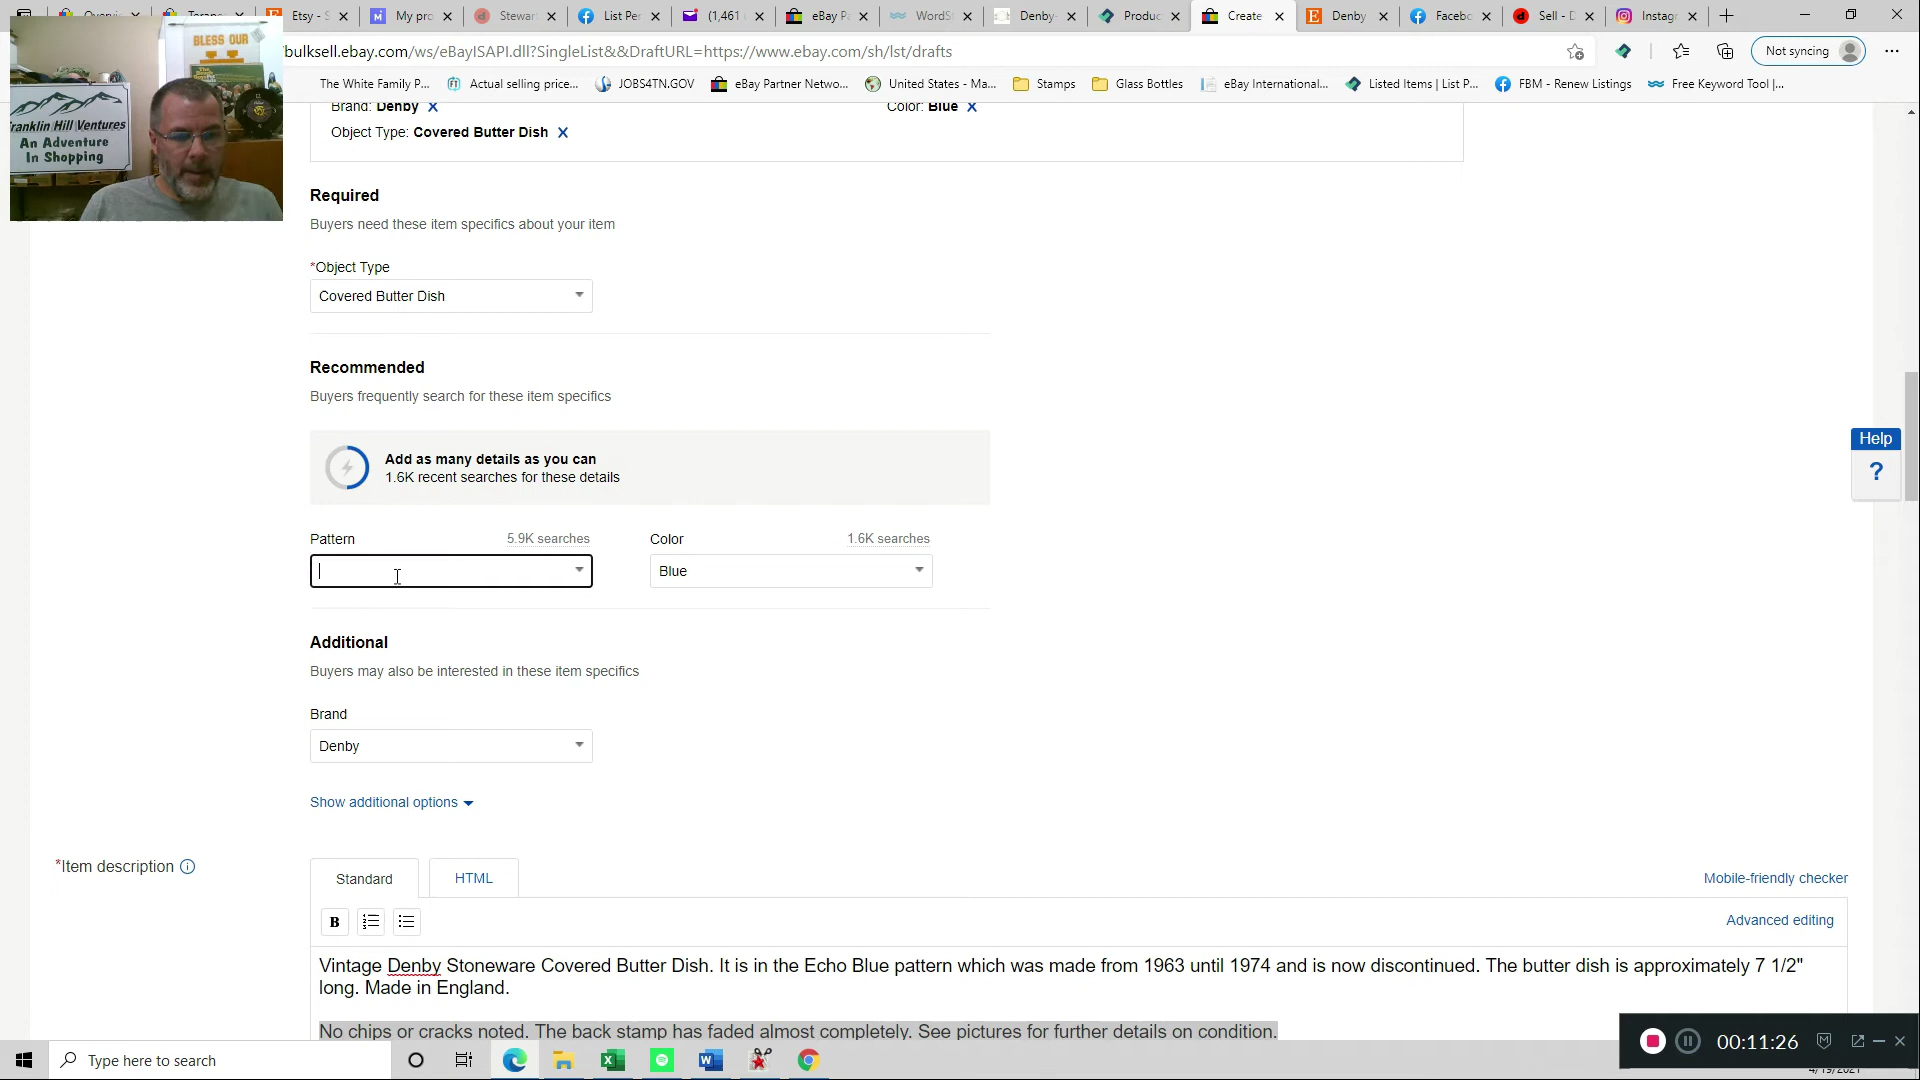 Etsy - S
My pro
Stewar
List Per
(1,461
eBay Pa
WordS
Denby-
Produc
Create
Denby
Facebo
Sell - D
Instag
bulksell.ebay.com/ws/eBayISAPI.dll?SingleList&&DraftURL=https://www.ebay.com/sh/lst/drafts
Not syncing
The White Family P...
Actual selling price...
JOBS4TN.GOV
eBay Partner Netwo...
United States - Ma...
Stamps
Glass Bottles
eBay International...
Listed Items | List P...
FBM - Renew Listings
Free Keyword Tool |...
BLESS OUR
ranklin Hill Ventures
An Adventure
In Shopping
Brand: Denby
Color: Blue
Object Type: Covered Butter Dish
Required
Buyers need these item specifics about your item
*Object Type
Covered Butter Dish
Recommended
Buyers frequently search for these item specifics
Add as many details as you can
1.6K recent searches for these details
Help
?
Pattern 5.9K searches
Color 1.6K searches
Blue
Additional
Buyers may also be interested in these item specifics
Brand
Denby
Show additional options
*Item description
Standard
HTML
Mobile-friendly checker
B
Advanced editing
Vintage Denby Stoneware Covered Butter Dish. It is in the Echo Blue pattern which was made from 1963 until 1974 and is now discontinued. The butter dish is approximately 7 1/2"
long. Made in England.
No chips or cracks noted. The back stamp has faded almost completely. See pictures for further details on condition.
00:11:26
Type here to search